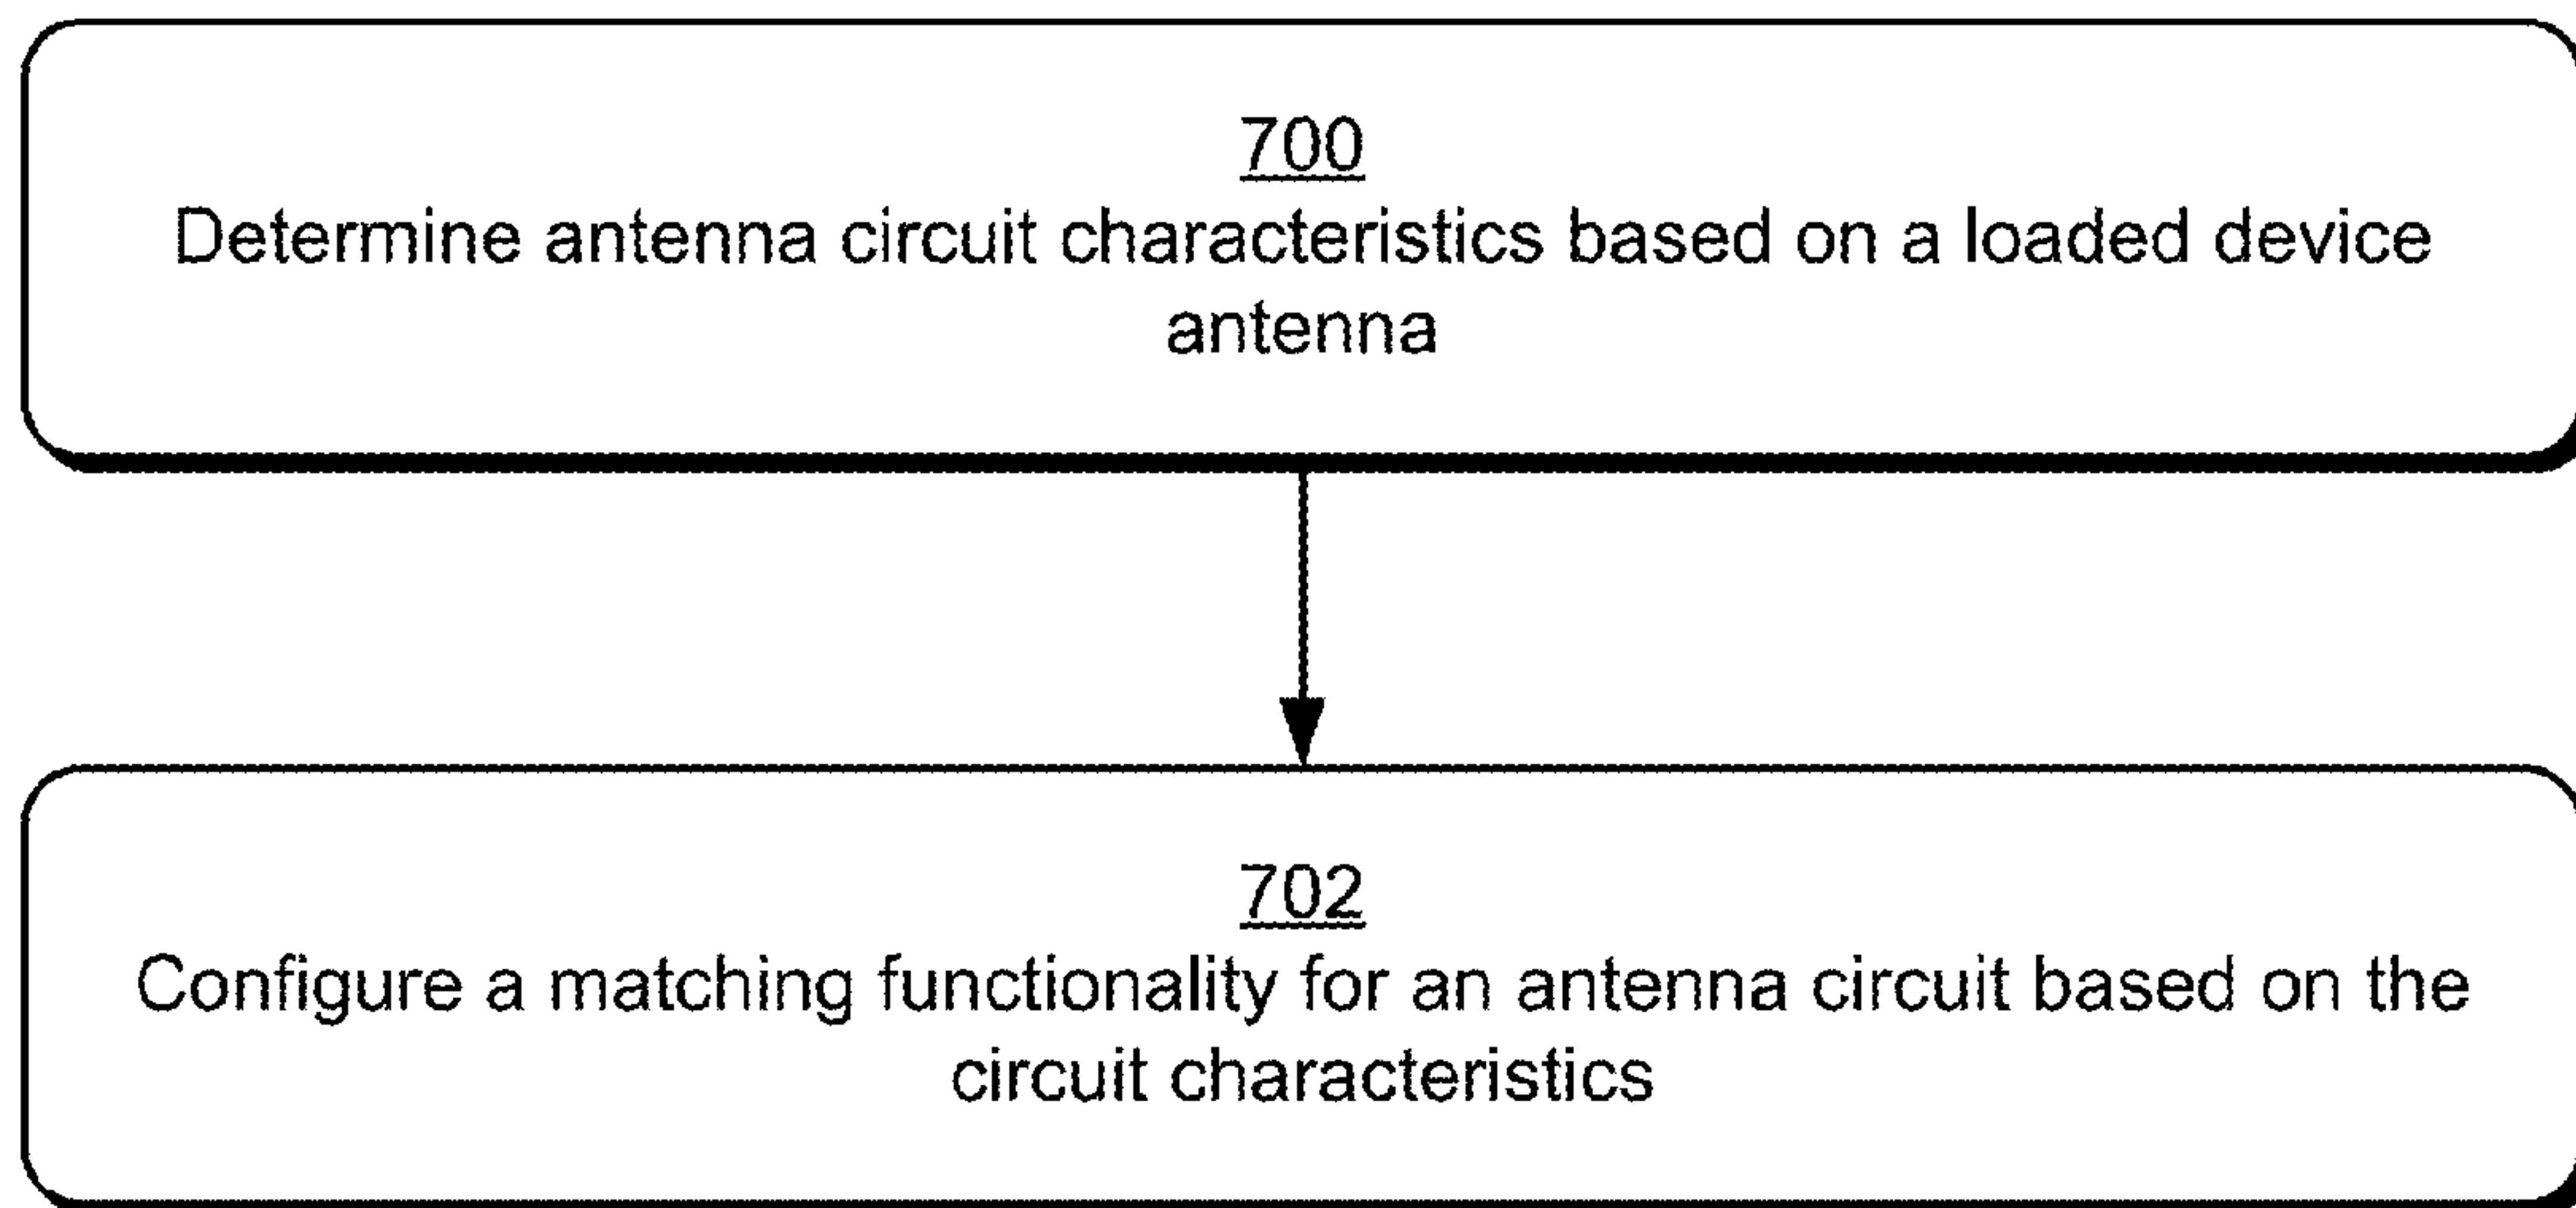 700
Determine antenna circuit characteristics based on a loaded device
antenna
702
Configure a matching functionality for an antenna circuit based on the
circuit characteristics